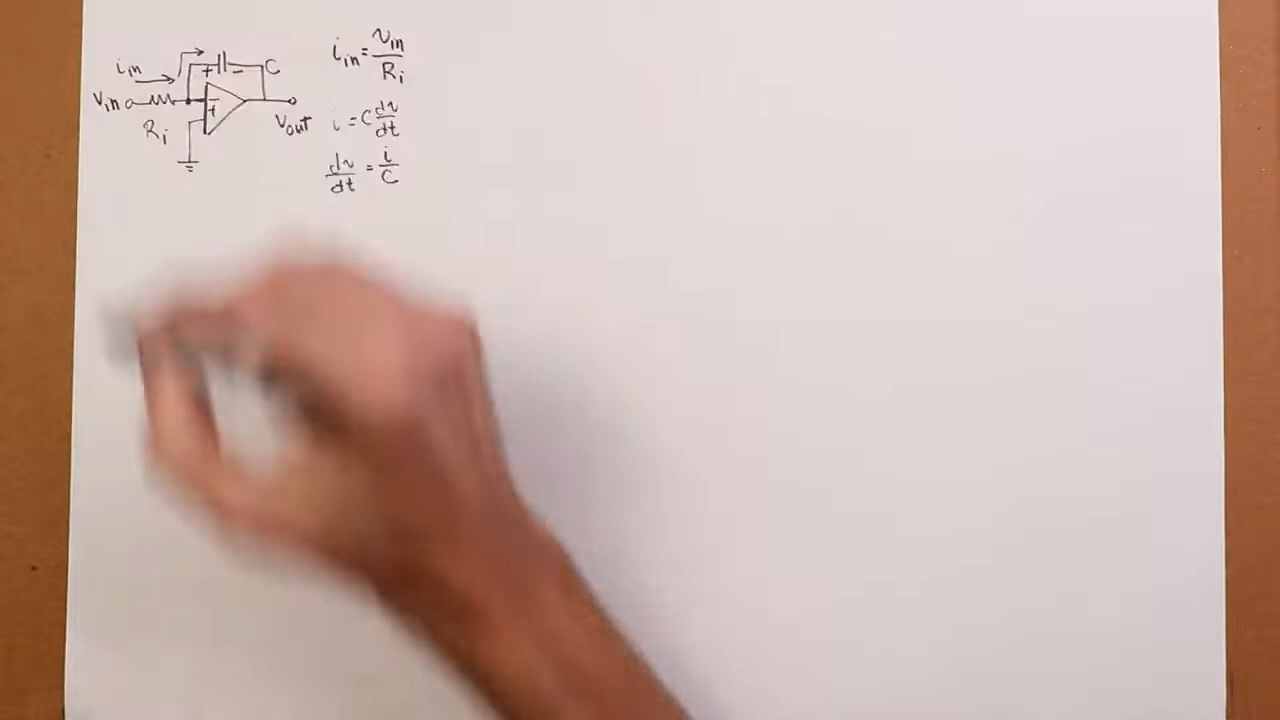 i_in
+ - C
V_in
- +
R_i
V_out
i_in = v_in / R_i
i = C dv/dt
dv/dt = i/C